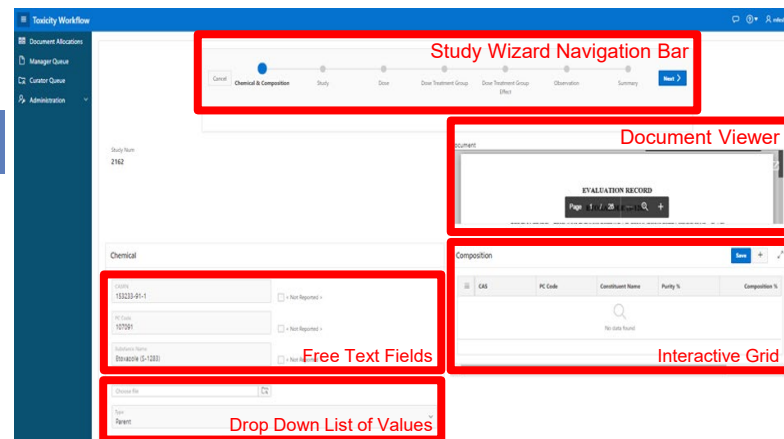 Toxicity Workflow
Document Allocations
Manager Queue
Curator Queue
Administration
Study Wizard Navigation Bar
Cancel
Chemical & Composition
Study
Dose
Dose Treatment Group
Dose Treatment Group
Effect
Observation
Summary
Next >
Study Num
2162
Document Viewer
EVALUATION RECORD
Page 1 / 28 — +
Chemical
CASRN
153233-91-1
< Not Reported >
PC Code
107091
< Not Reported >
Substance Name
Etoxazole (S-1283)
< Not Reported >
Free Text Fields
Choose file
Type
Parent
Drop Down List of Values
Composition
Save +
CAS
PC Code
Constituent Name
Purity %
Composition %
No data found
Interactive Grid